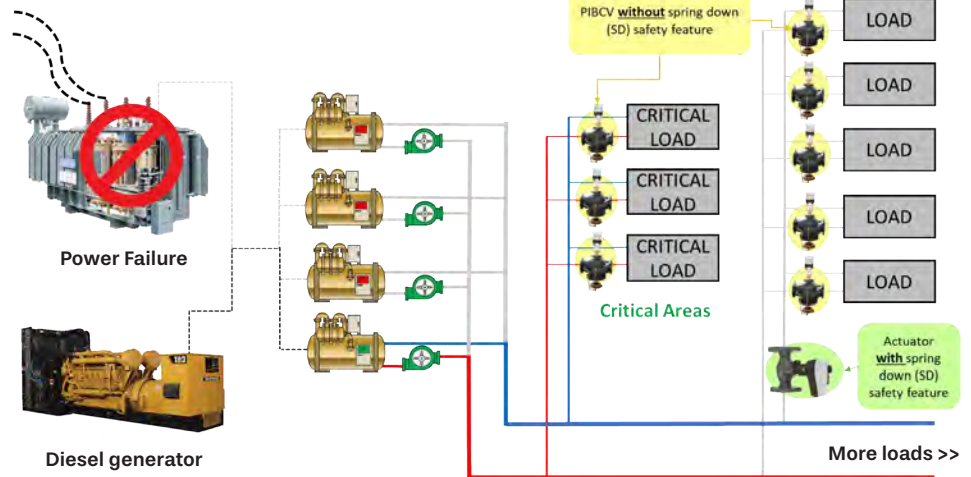 PIBCV without spring down
(SD) safety feature
LOAD
LOAD
LOAD
LOAD
LOAD
CRITICAL
LOAD
CRITICAL
LOAD
CRITICAL
LOAD
Critical Areas
Power Failure
Diesel generator
Actuator
with spring
down (SD)
safety feature
More loads >>